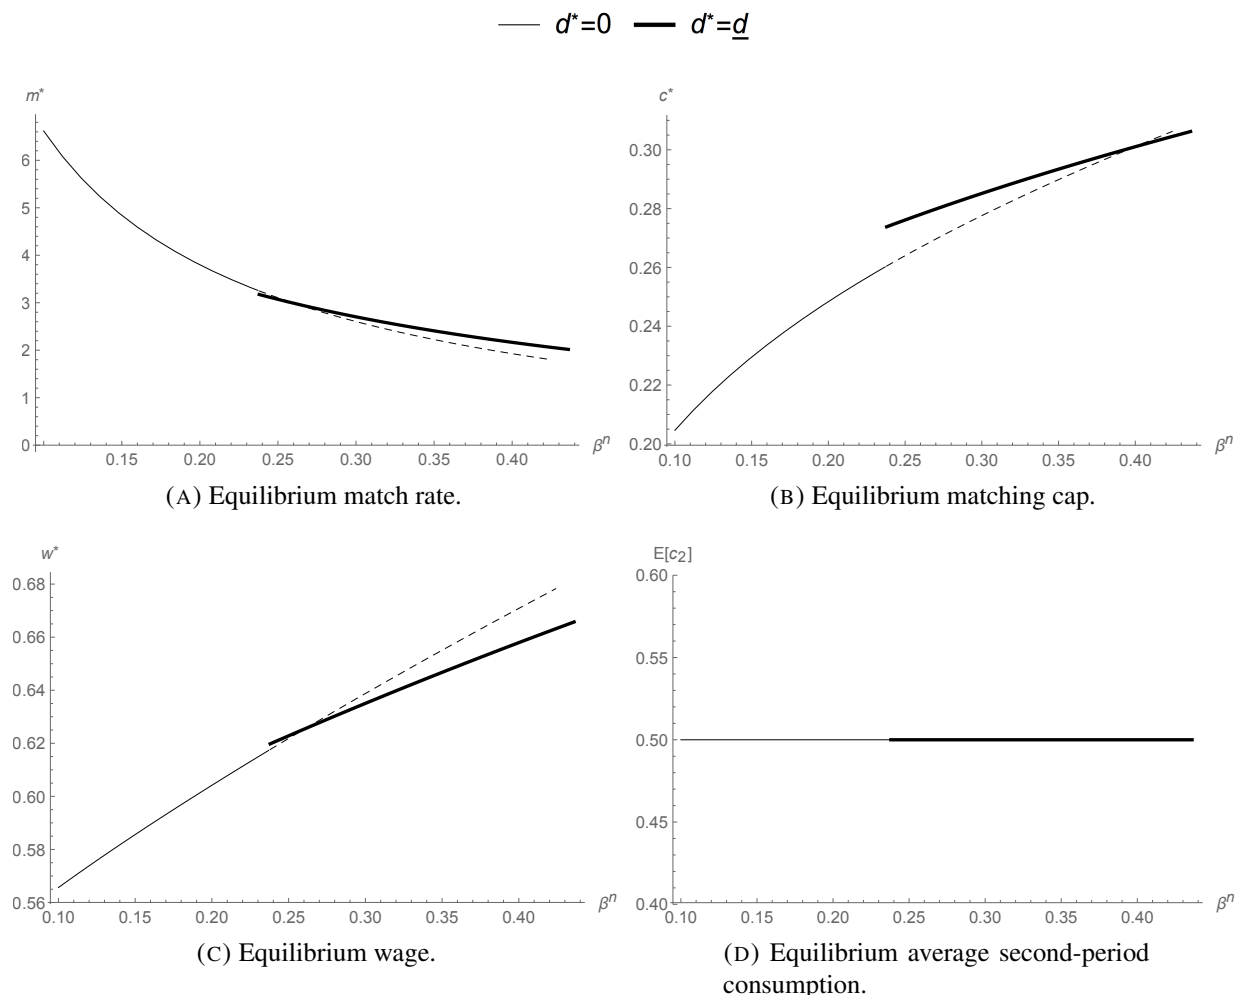 d*=0 d*=d
m*
6
5
4
3
2
1
0
0.15 0.20 0.25 0.30 0.35 0.40 βⁿ
(A) Equilibrium match rate.
c*
0.30
0.28
0.26
0.24
0.22
0.20
0.10 0.15 0.20 0.25 0.30 0.35 0.40 βⁿ
(B) Equilibrium matching cap.
w*
0.68
0.66
0.64
0.62
0.60
0.58
0.56
0.10 0.15 0.20 0.25 0.30 0.35 0.40 βⁿ
(C) Equilibrium wage.
E[c₂]
0.60
0.55
0.50
0.45
0.40
0.10 0.15 0.20 0.25 0.30 0.35 0.40 βⁿ
(D) Equilibrium average second-period
consumption.